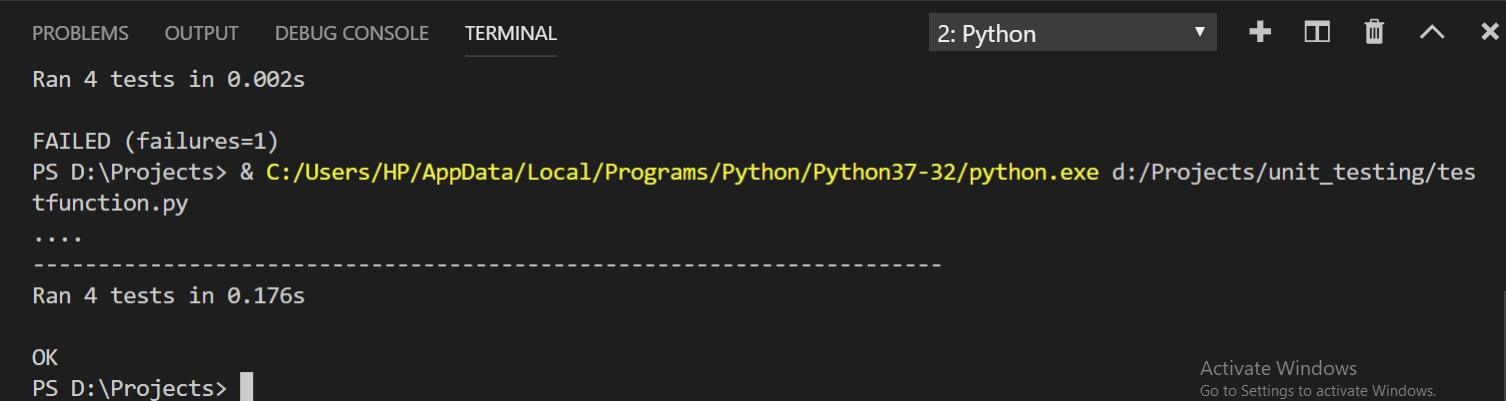 PROBLEMS OUTPUT DEBUG CONSOLE TERMINAL 2: Python
Ran 4 tests in 0.002s
FAILED (failures=1)
PS D:\Projects> & C:/Users/HP/AppData/Local/Programs/Python/Python37-32/python.exe d:/Projects/unit_testing/tes
tfunction.py
....
----------------------------------------------------------------------
Ran 4 tests in 0.176s
OK
PS D:\Projects>
Activate Windows
Go to Settings to activate Windows.